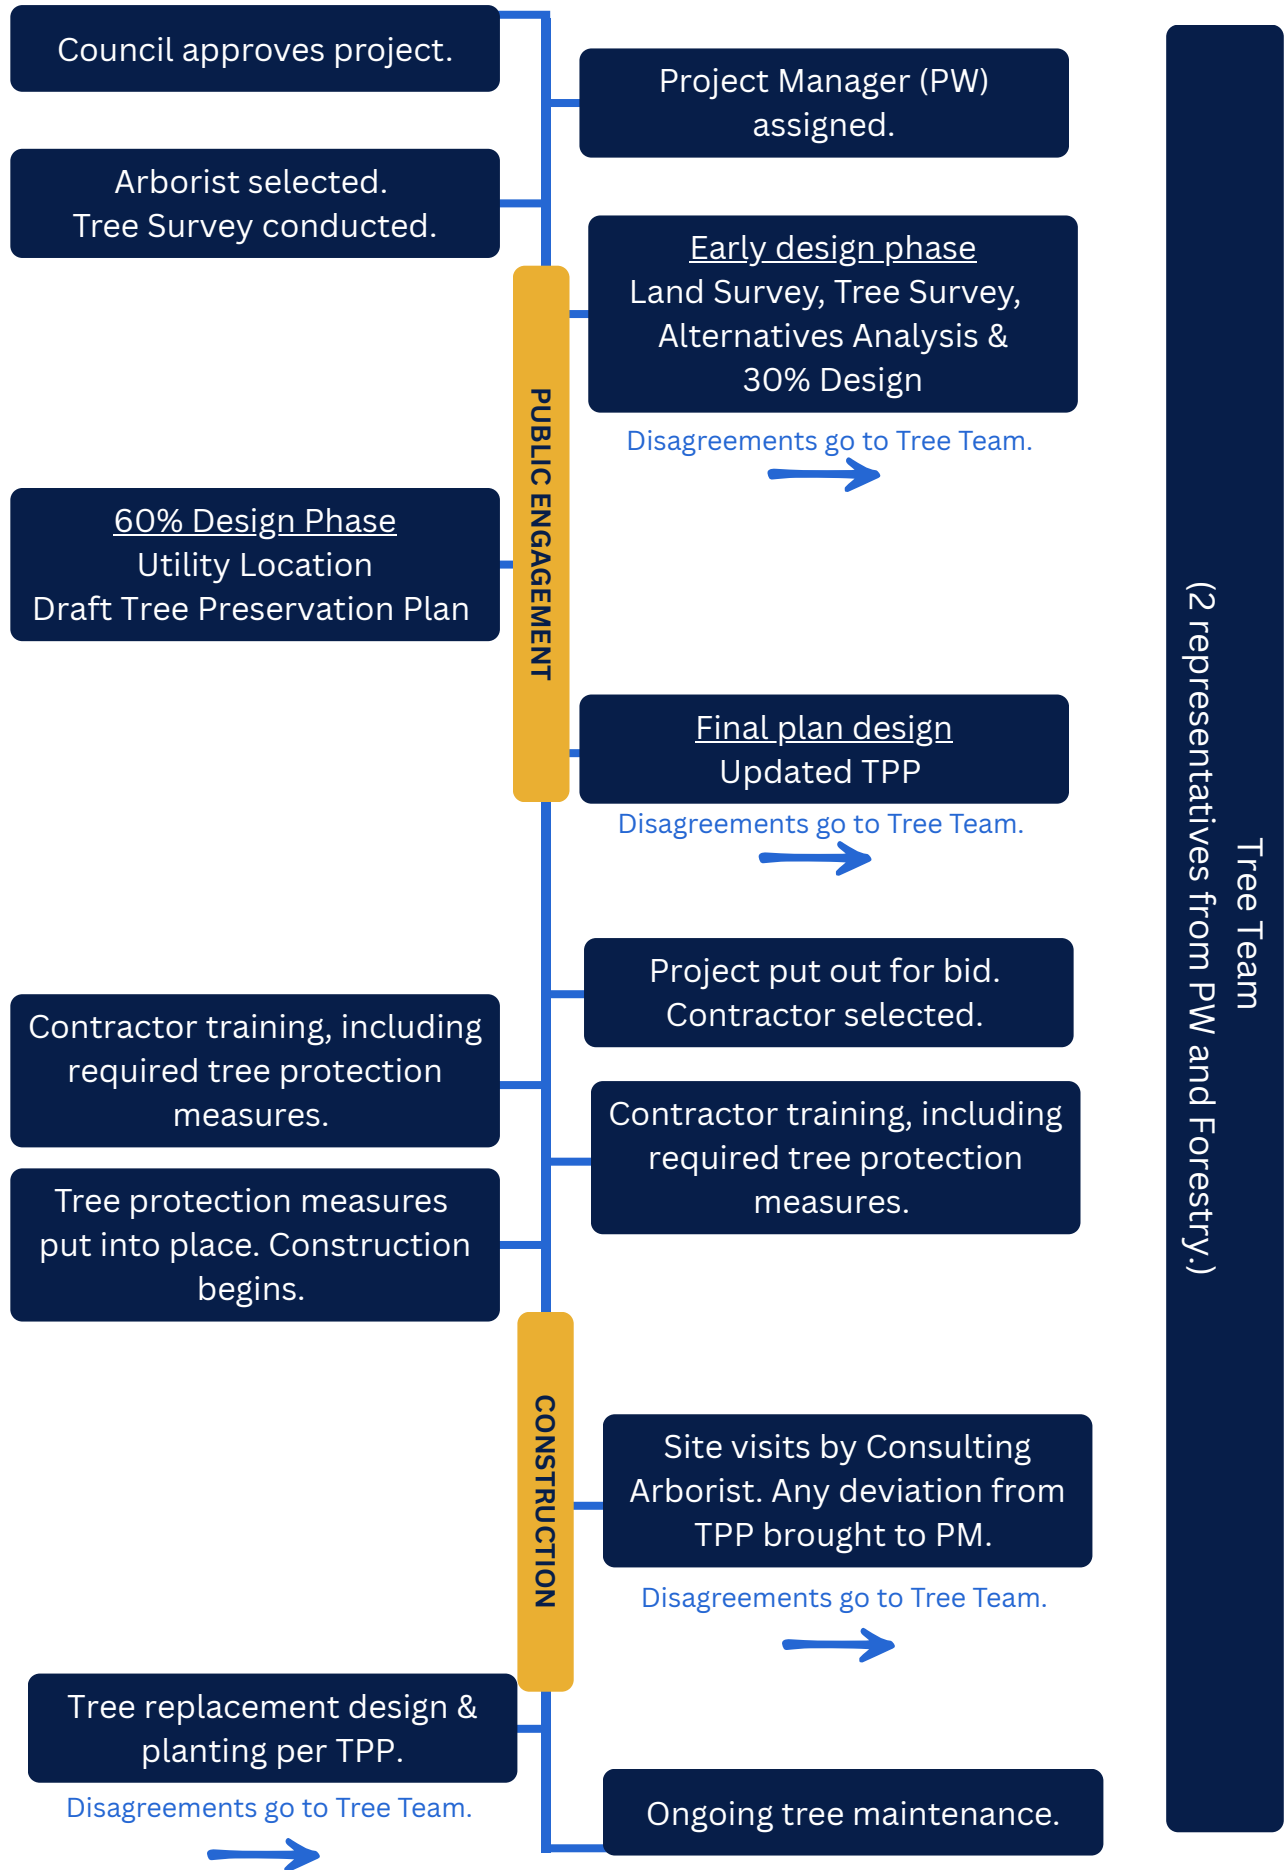 Council approves project.
Project Manager (PW)
assigned.
Arborist selected.
Tree Survey conducted.
Early design phase
Land Survey, Tree Survey,
Alternatives Analysis &
30% Design
Disagreements go to Tree Team.
PUBLIC ENGAGEMENT
60% Design Phase
Utility Location
Draft Tree Preservation Plan
Final plan design
Updated TPP
Disagreements go to Tree Team.
Project put out for bid.
Contractor selected.
Contractor training, including
required tree protection
measures.
Contractor training, including
required tree protection
measures.
Tree protection measures
put into place. Construction
begins.
CONSTRUCTION
Site visits by Consulting
Arborist. Any deviation from
TPP brought to PM.
Disagreements go to Tree Team.
Tree replacement design &
planting per TPP.
Disagreements go to Tree Team.
Ongoing tree maintenance.
Tree Team
(2 representatives from PW and Forestry.)